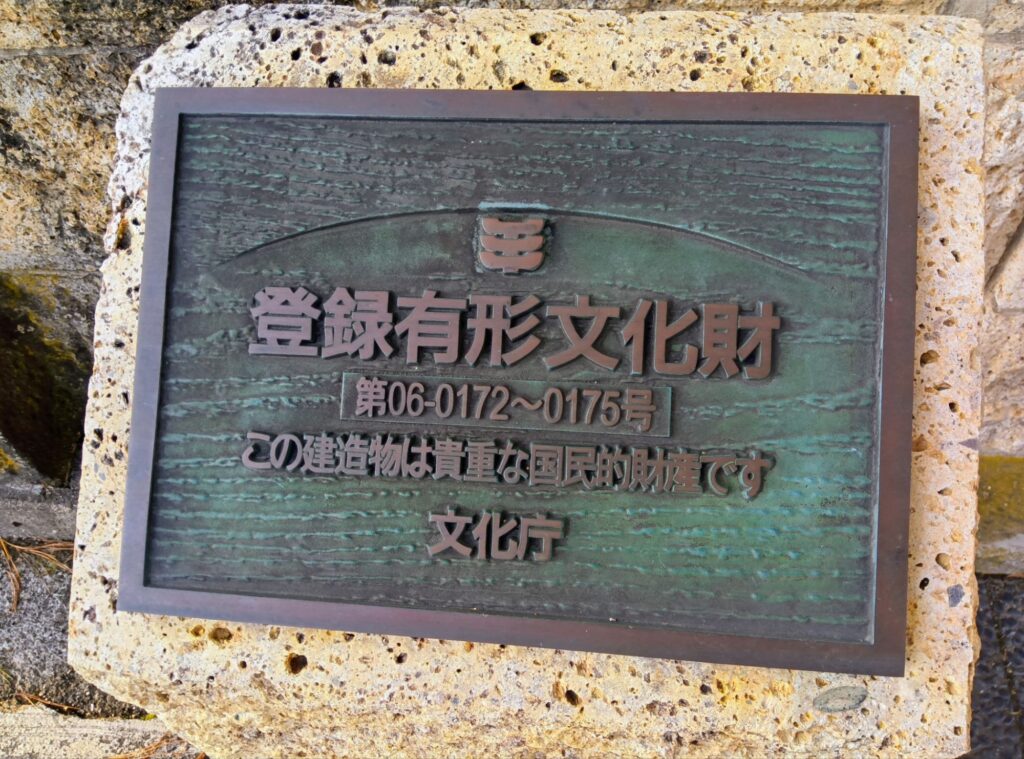 登録有形文化財
第06-0172～0175号
この建造物は貴重な国民的財産です
文化庁